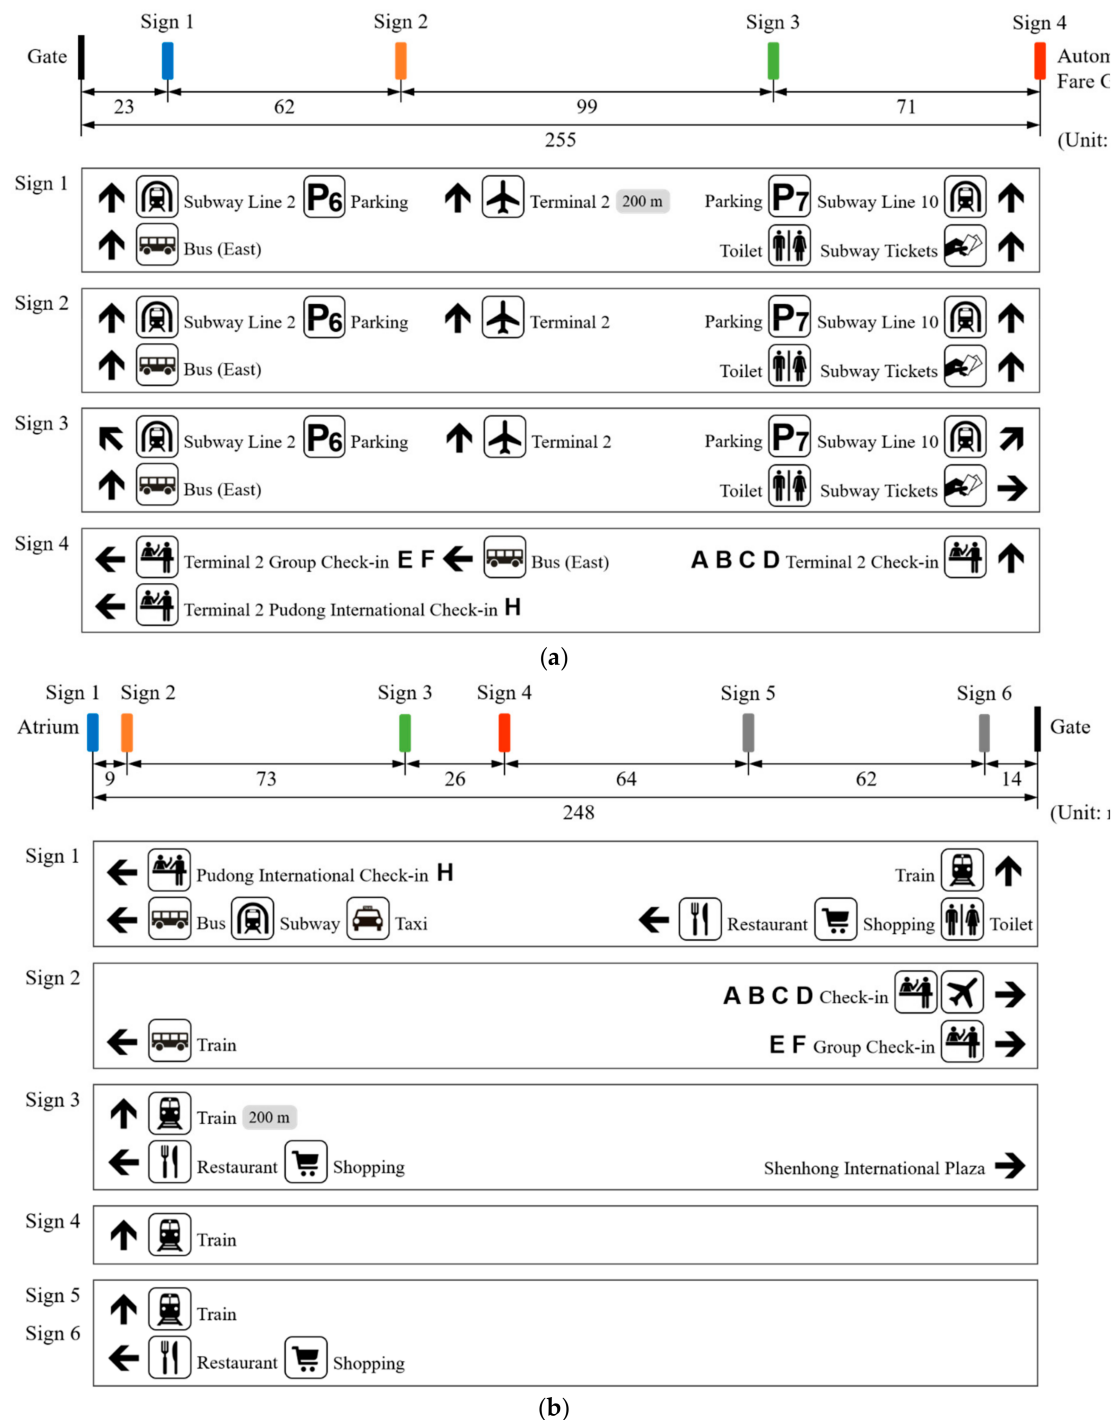 Sign 1 Sign 2 Sign 3 Sign 4
Gate
Autom
Fare G
23 62 99 71
255
(Unit:
Sign 1
Subway Line 2 P6 Parking Terminal 2 200 m Parking P7 Subway Line 10
Bus (East) Toilet Subway Tickets
Sign 2
Subway Line 2 P6 Parking Terminal 2 Parking P7 Subway Line 10
Bus (East) Toilet Subway Tickets
Sign 3
Subway Line 2 P6 Parking Terminal 2 Parking P7 Subway Line 10
Bus (East) Toilet Subway Tickets
Sign 4
Terminal 2 Group Check-in E F Bus (East) A B C D Terminal 2 Check-in
Terminal 2 Pudong International Check-in H
(a)
Sign 1 Sign 2 Sign 3 Sign 4 Sign 5 Sign 6
Atrium Gate
9 73 26 64 62 14
248
(Unit:
Sign 1
Pudong International Check-in H Train
Bus Subway Taxi Restaurant Shopping Toilet
Sign 2
A B C D Check-in
Train E F Group Check-in
Sign 3
Train 200 m
Restaurant Shopping Shenhong International Plaza
Sign 4
Train
Sign 5
Train
Sign 6
Restaurant Shopping
(b)